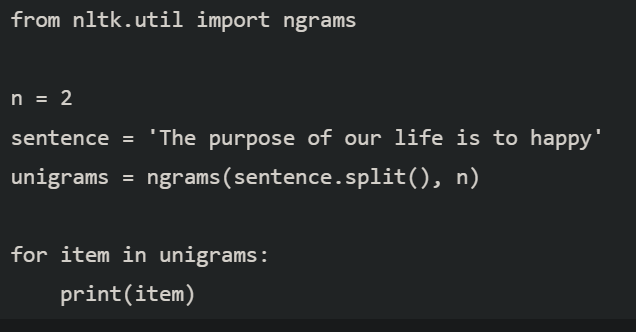 from nltk.util import ngrams
n = 2
sentence = 'The purpose of our life is to happy'
unigrams = ngrams(sentence.split(), n)
for item in unigrams:
    print(item)